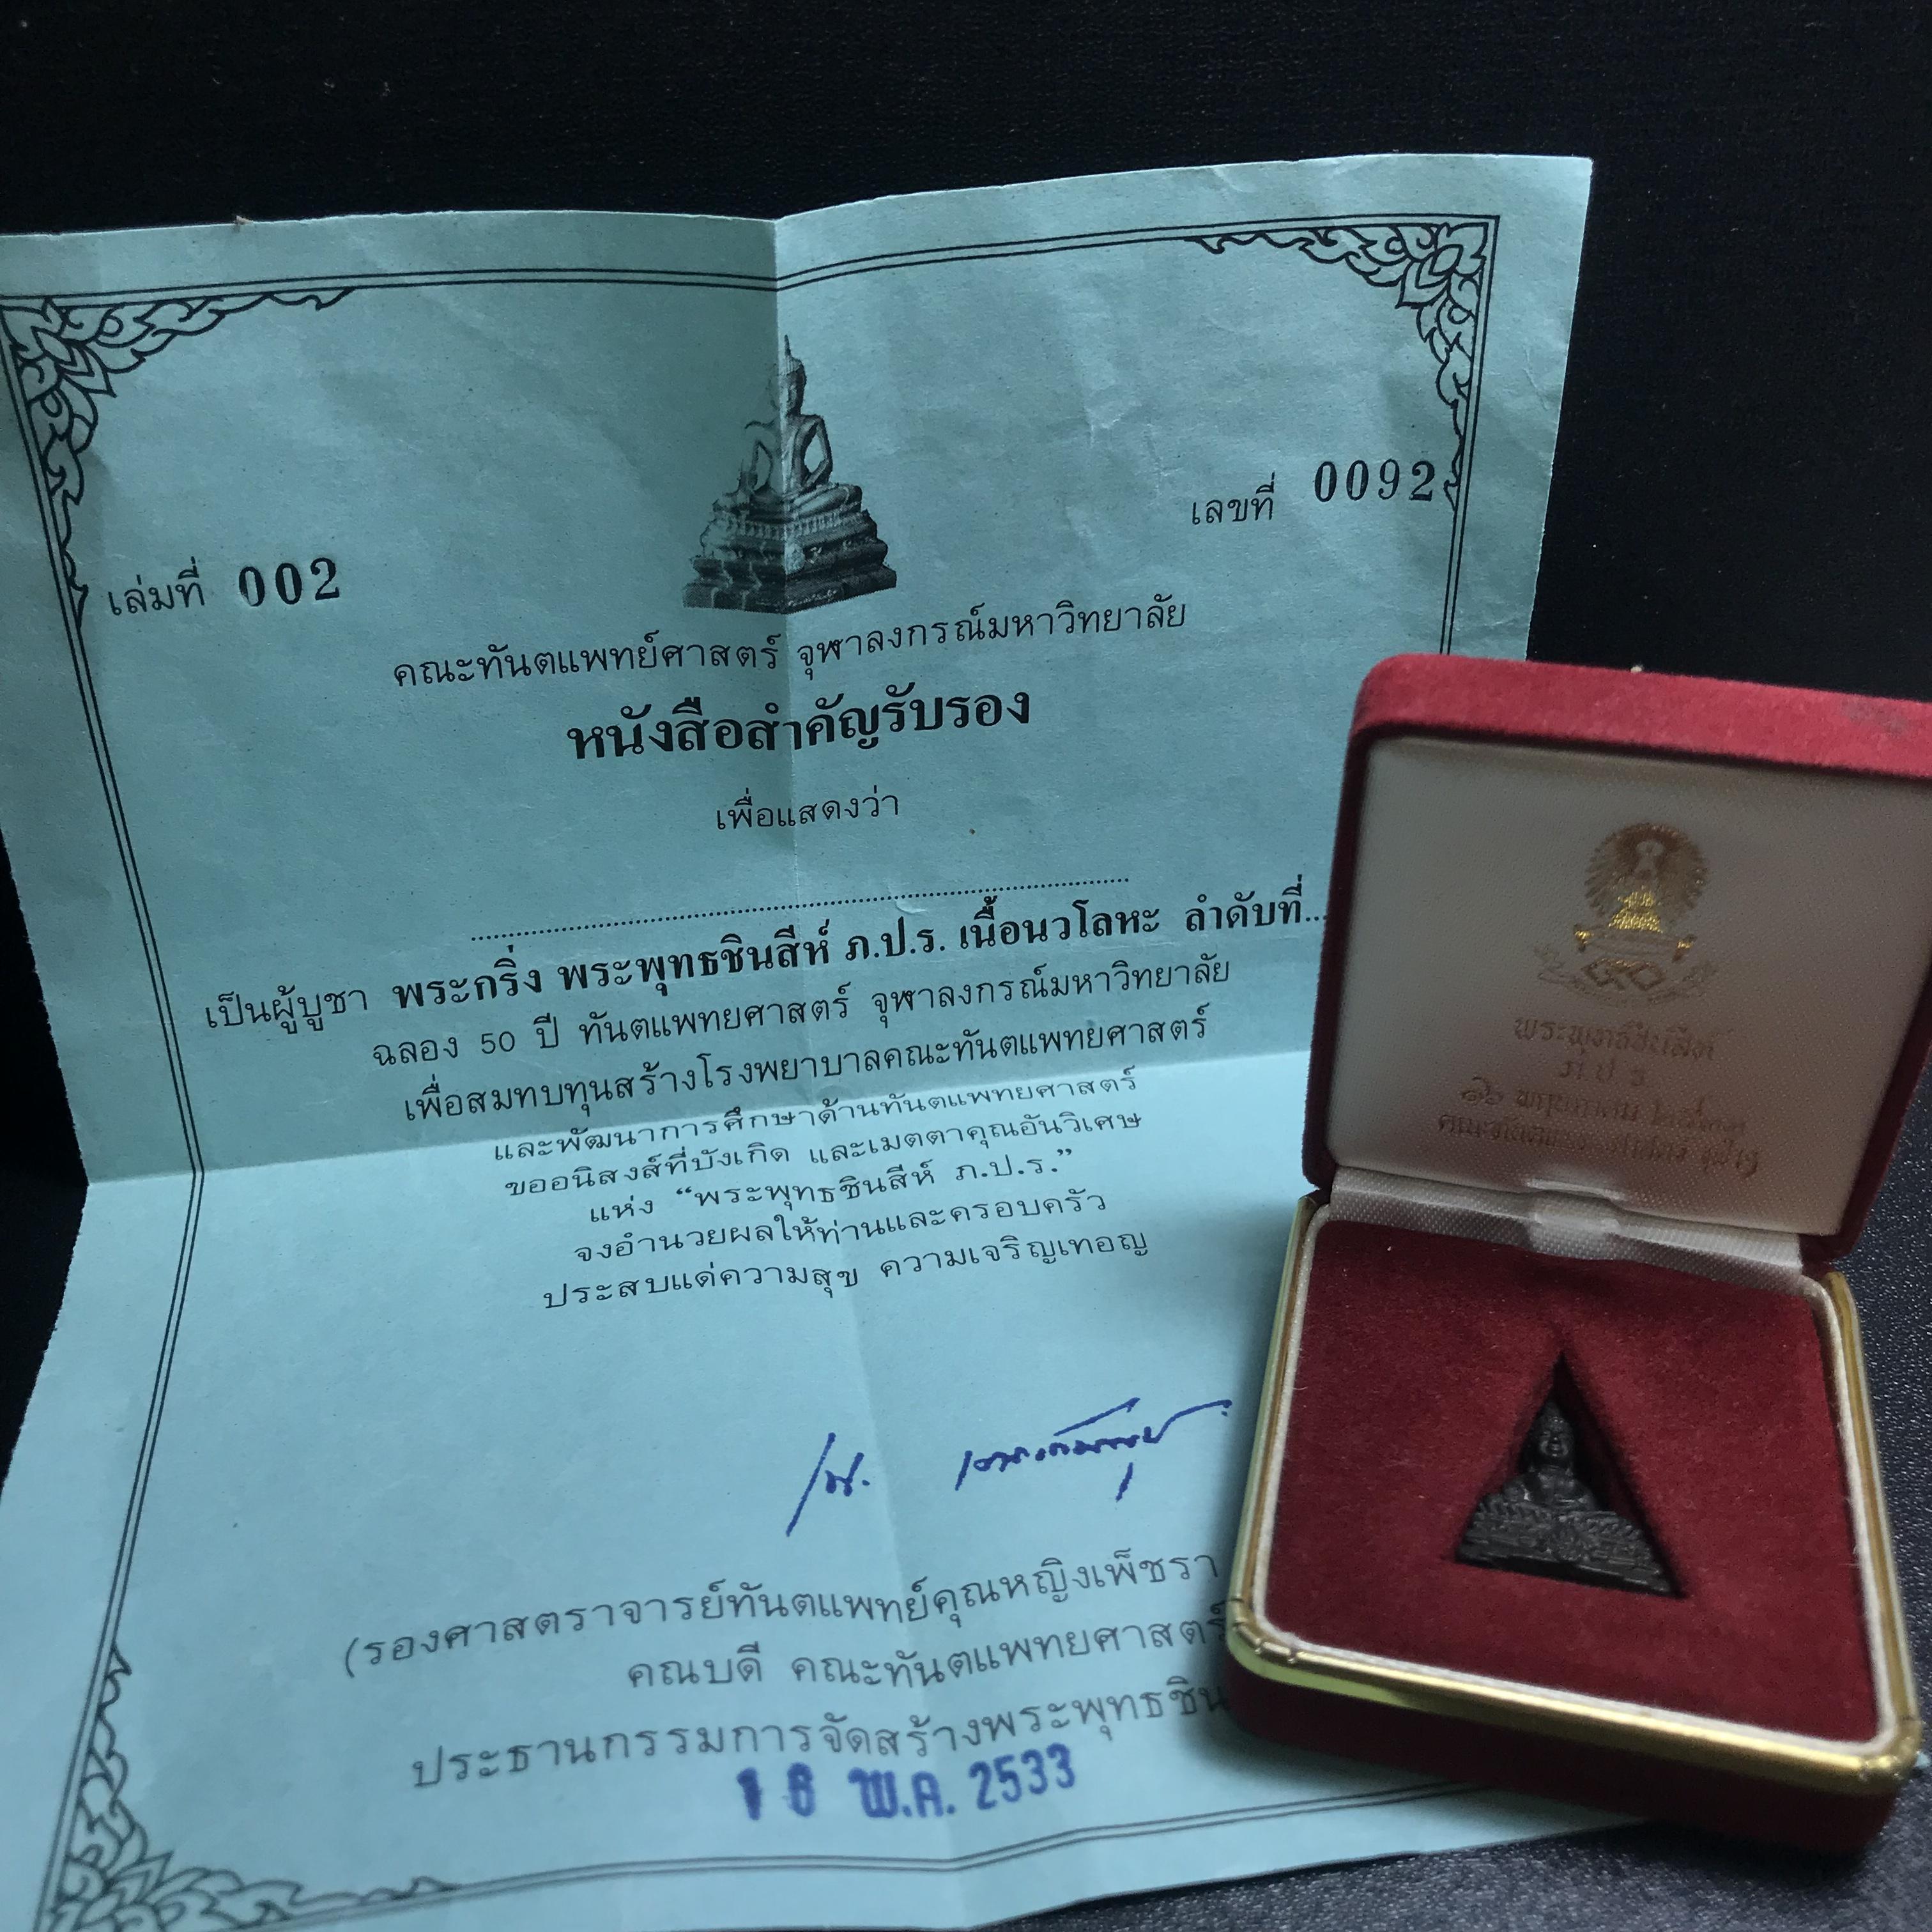 เล่มที่ 002
เลขที่ 0092
คณะทันตแพทย์ศาสตร์ จุฬาลงกรณ์มหาวิทยาลัย
หนังสือสำคัญรับรอง
เพื่อแสดงว่า
เป็นผู้บูชา พระกริ่ง พระพุทธชินสีห์ ภ.ป.ร. เนื้อนวโลหะ ลำดับที่...
ฉลอง 50 ปี ทันตแพทยศาสตร์ จุฬาลงกรณ์มหาวิทยาลัย
เพื่อสมทบทุนสร้างโรงพยาบาลคณะทันตแพทยศาสตร์
และพัฒนาการศึกษาด้านทันตแพทยศาสตร์
ขออนิสงส์ที่บังเกิด และเมตตาคุณอันวิเศษ
แห่ง “พระพุทธชินสีห์ ภ.ป.ร.”
จงอำนวยผลให้ท่านและครอบครัว
ประสบแด่ความสุข ความเจริญเทอญ
(รองศาสตราจารย์ทันตแพทย์คุณหญิงเพ็ชรา
คณบดี คณะทันตแพทยศาสตร์
ประธานกรรมการจัดสร้างพระพุทธชิน
16 พ.ค. 2533
พระพุทธชินสีห์
ภ ป ร
๑๖ พฤษภาคม ๒๕๓๓